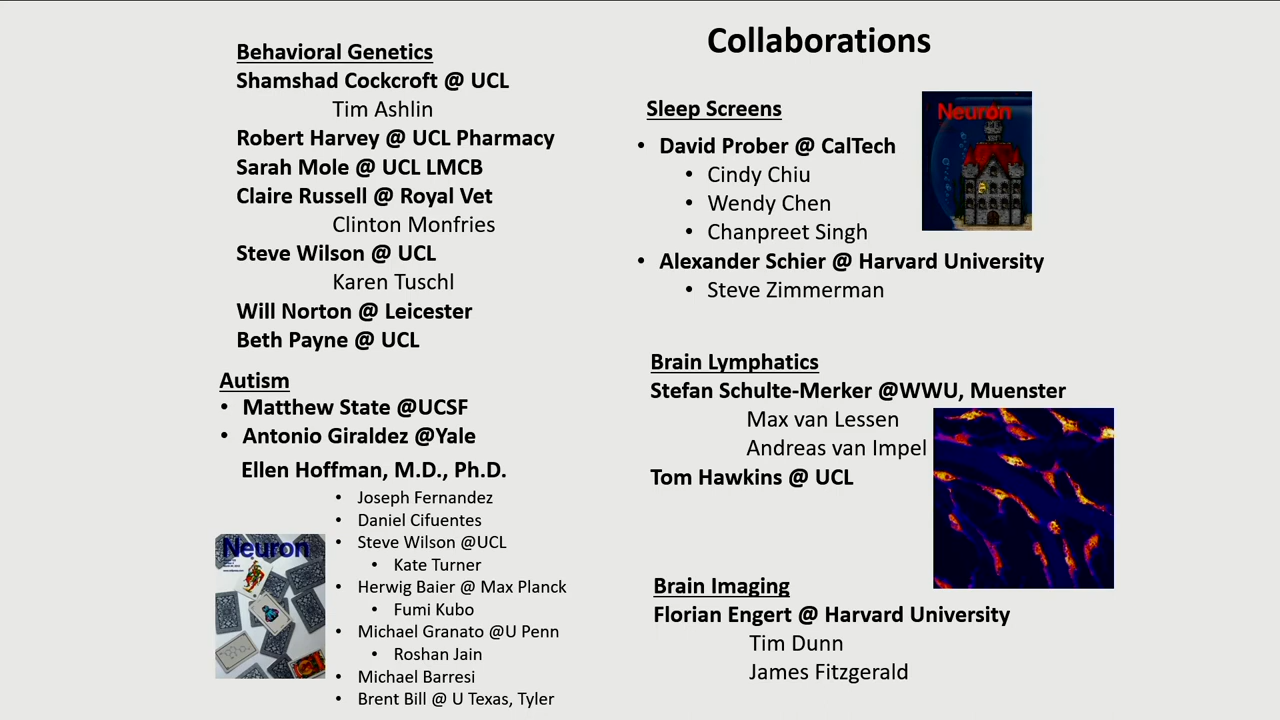 Collaborations
Behavioral Genetics
Shamshad Cockcroft @ UCL
Tim Ashlin
Robert Harvey @ UCL Pharmacy
Sarah Mole @ UCL LMCB
Claire Russell @ Royal Vet
Clinton Monfries
Steve Wilson @ UCL
Karen Tuschl
Will Norton @ Leicester
Beth Payne @ UCL
Autism
• Matthew State @UCSF
• Antonio Giraldez @Yale
Ellen Hoffman, M.D., Ph.D.
• Joseph Fernandez
• Daniel Cifuentes
• Steve Wilson @UCL
• Kate Turner
• Herwig Baier @ Max Planck
• Fumi Kubo
• Michael Granato @U Penn
• Roshan Jain
• Michael Barresi
• Brent Bill @ U Texas, Tyler
Neuron
Sleep Screens
• David Prober @ CalTech
• Cindy Chiu
• Wendy Chen
• Chanpreet Singh
• Alexander Schier @ Harvard University
• Steve Zimmerman
Neuron
Brain Lymphatics
Stefan Schulte-Merker @WWU, Muenster
Max van Lessen
Andreas van Impel
Tom Hawkins @ UCL
Brain Imaging
Florian Engert @ Harvard University
Tim Dunn
James Fitzgerald